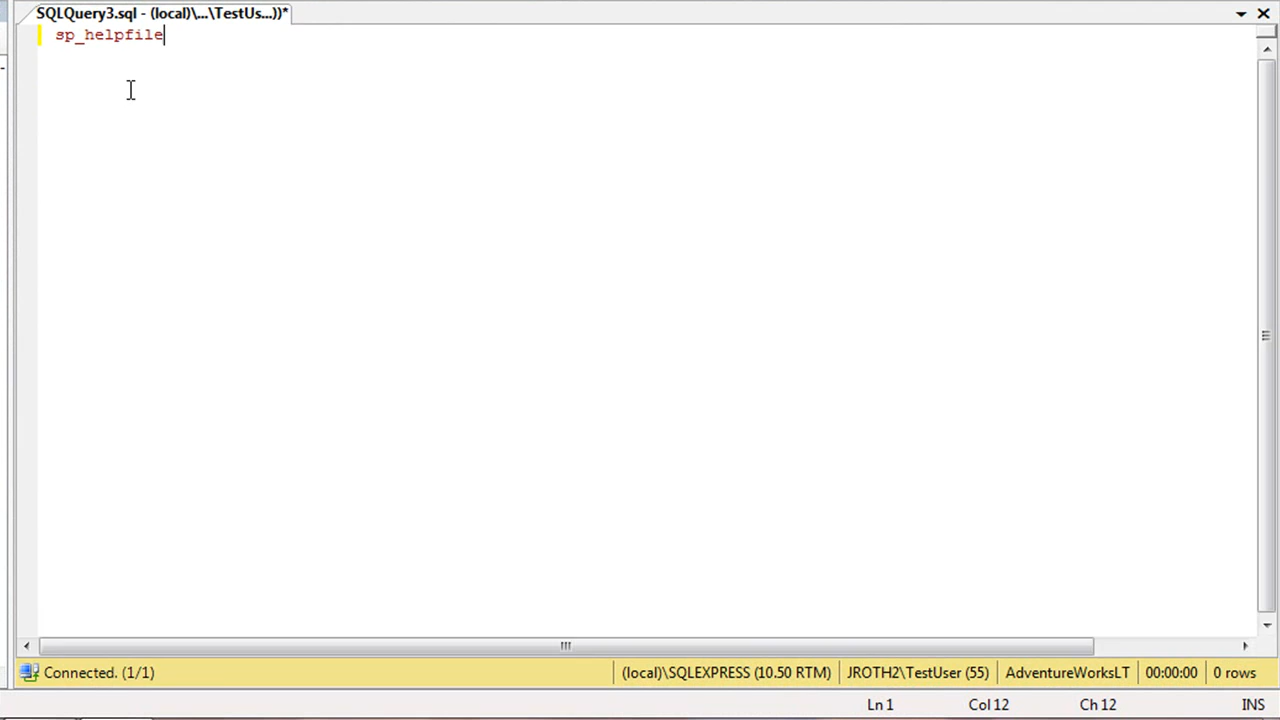 SQLQuery3.sql - (local)\...\TestUs...))*
sp_helpfile
Connected. (1/1)
(local)\SQLEXPRESS (10.50 RTM)
JROTH2\TestUser (55)
AdventureWorksLT
00:00:00
0 rows
Ln 1
Col 12
Ch 12
INS